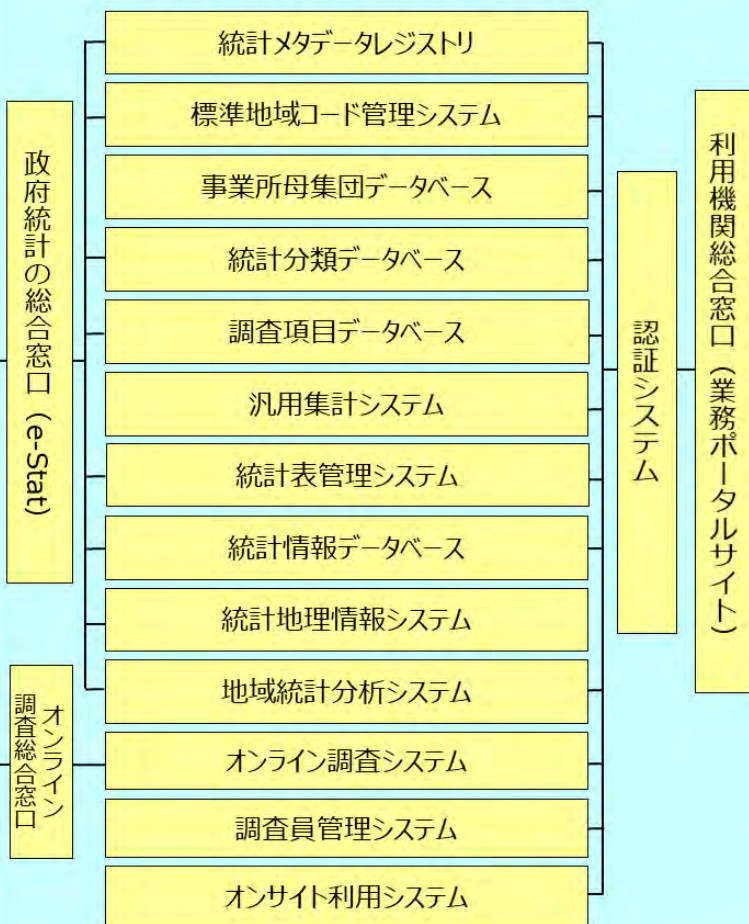 統計メタデータレジストリ
標準地域コード管理システム
事業所母集団データベース
統計分類データベース
調査項目データベース
汎用集計システム
統計表管理システム
統計情報データベース
統計地理情報システム
地域統計分析システム
オンライン調査システム
調査員管理システム
オンサイト利用システム
政府統計の総合窓口（e-Stat）
オンライン
調査総合窓口
認証システム
利用機関総合窓口（業務ポータルサイト）